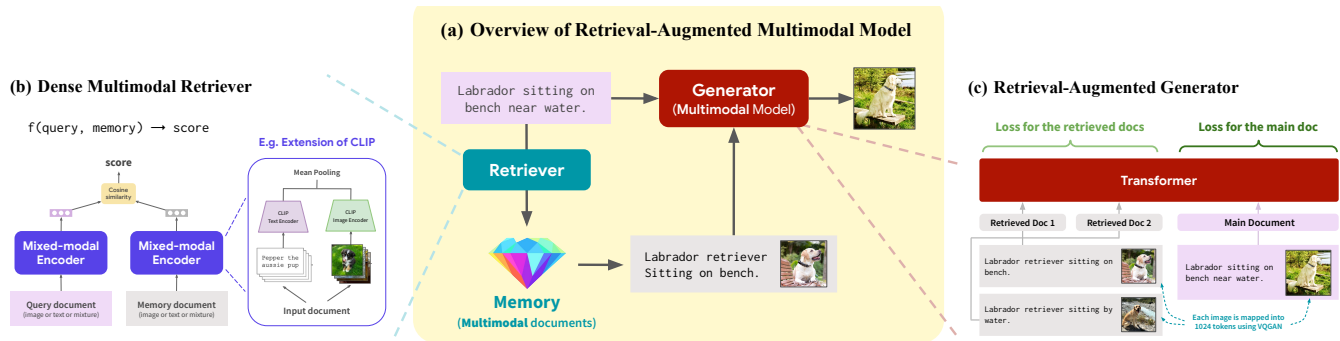 (a) Overview of Retrieval-Augmented Multimodal Model
Labrador sitting on
bench near water.
Generator
(Multimodal Model)
Retriever
Memory
(Multimodal documents)
Labrador retriever
Sitting on bench.
(b) Dense Multimodal Retriever
f(query, memory) ⟶ score
score
Cosine
similarity
Mixed-modal
Encoder
Mixed-modal
Encoder
Query document
(image or text or mixture)
Memory document
(image or text or mixture)
E.g. Extension of CLIP
Mean Pooling
CLIP
Text Encoder
CLIP
Image Encoder
Pepper the
aussie pup
Input document
(c) Retrieval-Augmented Generator
Loss for the retrieved docs
Loss for the main doc
Transformer
Retrieved Doc 1
Retrieved Doc 2
Main Document
Labrador retriever sitting on
bench.
Labrador retriever sitting by
water.
Labrador sitting on
bench near water.
Each image is mapped into
1024 tokens using VQGAN